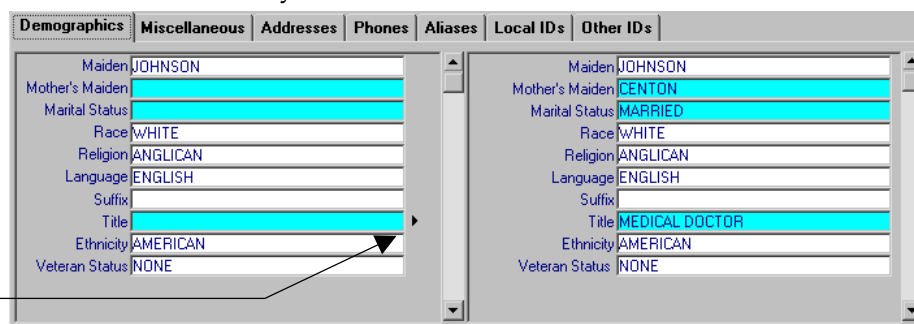 Demographics Miscellaneous Addresses Phones Aliases Local IDs Other IDs
Maiden JOHNSON
Mother's Maiden
Marital Status
Race WHITE
Religion ANGLICAN
Language ENGLISH
Suffix
Title
Ethnicity AMERICAN
Veteran Status NONE
Maiden JOHNSON
Mother's Maiden CENTON
Marital Status MARRIED
Race WHITE
Religion ANGLICAN
Language ENGLISH
Suffix
Title MEDICAL DOCTOR
Ethnicity AMERICAN
Veteran Status NONE